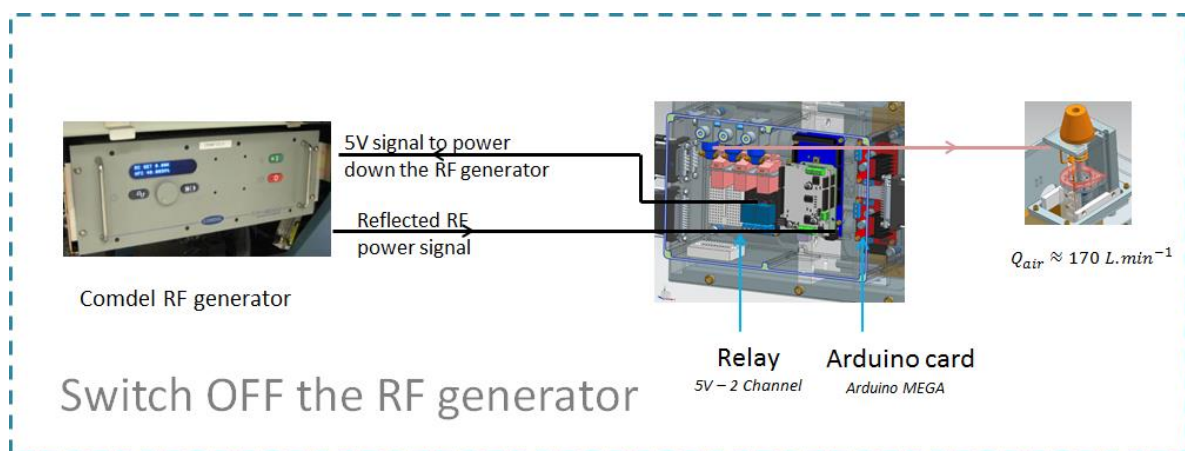 5V signal to power
down the RF generator
Reflected RF
power signal
Comdel RF generator
Q_air ≈ 170 L.min⁻¹
Relay
5V – 2 Channel
Arduino card
Arduino MEGA
Switch OFF the RF generator